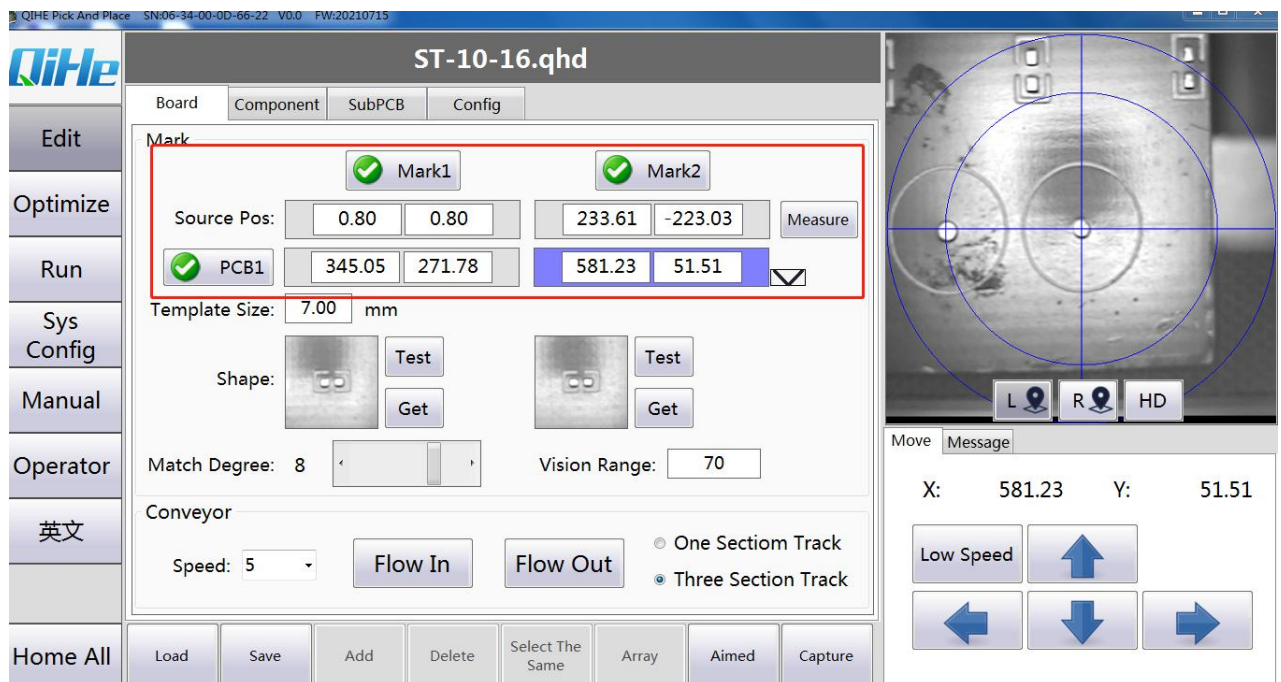 QIHE Pick And Place SN:06-34-00-0D-66-22 V0.0 FW:20210715
QiHe
ST-10-16.qhd
Board Component SubPCB Config
Edit
Optimize
Run
Sys
Config
Manual
Operator
英文
Home All
Mark
Mark1 Mark2
Source Pos: 0.80 0.80 233.61 -223.03 Measure
PCB1 345.05 271.78 581.23 51.51
Template Size: 7.00 mm
Shape: Test Test
Get Get
Match Degree: 8 Vision Range: 70
Conveyor
Speed: 5 Flow In Flow Out
One Sectiom Track
Three Section Track
Load Save Add Delete Select The Same Array Aimed Capture
L R HD
Move Message
X: 581.23 Y: 51.51
Low Speed